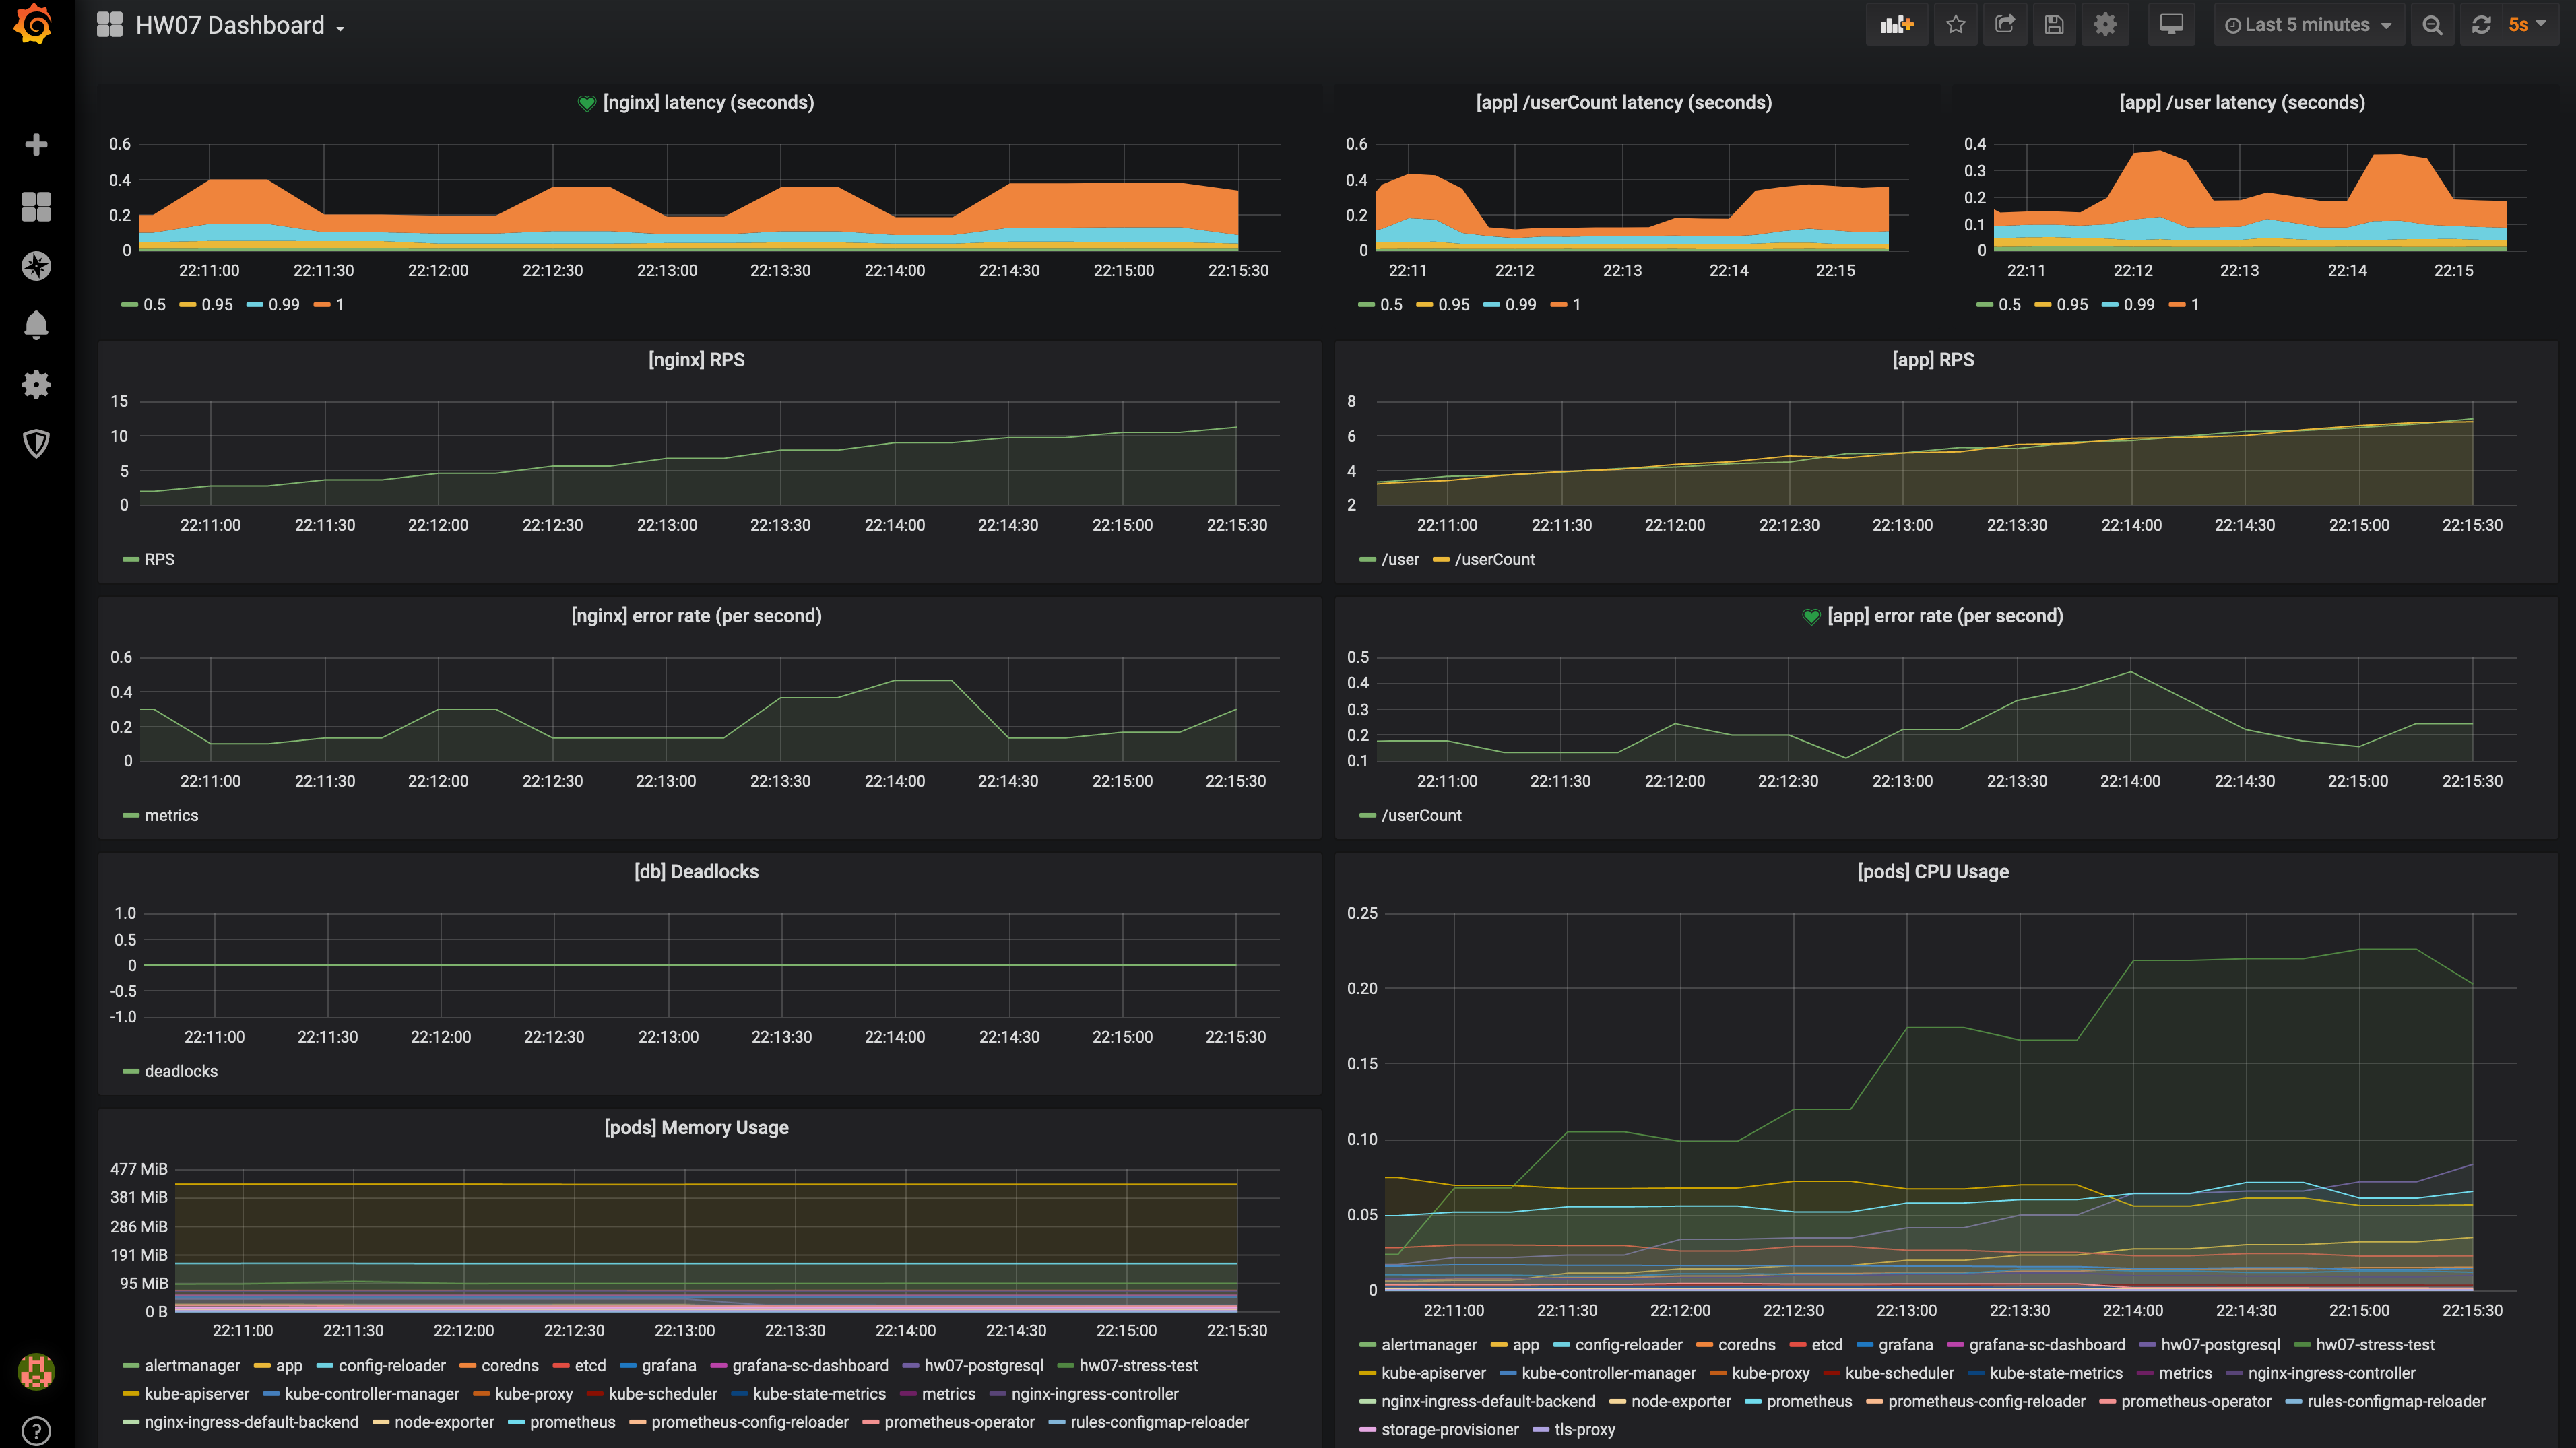 HW07 Dashboard
Last 5 minutes
5s
[nginx] latency (seconds)
0.6
0.4
0.2
0
22:11:00 22:11:30 22:12:00 22:12:30 22:13:00 22:13:30 22:14:00 22:14:30 22:15:00 22:15:30
0.5 0.95 0.99 1
[app] /userCount latency (seconds)
0.6
0.4
0.2
0
22:11 22:12 22:13 22:14 22:15
0.5 0.95 0.99 1
[app] /user latency (seconds)
0.4
0.3
0.2
0.1
0
22:11 22:12 22:13 22:14 22:15
0.5 0.95 0.99 1
[nginx] RPS
15
10
5
0
22:11:00 22:11:30 22:12:00 22:12:30 22:13:00 22:13:30 22:14:00 22:14:30 22:15:00 22:15:30
RPS
[app] RPS
8
6
4
2
22:11:00 22:11:30 22:12:00 22:12:30 22:13:00 22:13:30 22:14:00 22:14:30 22:15:00 22:15:30
/user /userCount
[nginx] error rate (per second)
0.6
0.4
0.2
0
22:11:00 22:11:30 22:12:00 22:12:30 22:13:00 22:13:30 22:14:00 22:14:30 22:15:00 22:15:30
metrics
[app] error rate (per second)
0.5
0.4
0.3
0.2
0.1
22:11:00 22:11:30 22:12:00 22:12:30 22:13:00 22:13:30 22:14:00 22:14:30 22:15:00 22:15:30
/userCount
[db] Deadlocks
1.0
0.5
0
-0.5
-1.0
22:11:00 22:11:30 22:12:00 22:12:30 22:13:00 22:13:30 22:14:00 22:14:30 22:15:00 22:15:30
deadlocks
[pods] Memory Usage
477 MiB
381 MiB
286 MiB
191 MiB
95 MiB
0 B
22:11:00 22:11:30 22:12:00 22:12:30 22:13:00 22:13:30 22:14:00 22:14:30 22:15:00 22:15:30
alertmanager app config-reloader coredns etcd grafana grafana-sc-dashboard hw07-postgresql hw07-stress-test
kube-apiserver kube-controller-manager kube-proxy kube-scheduler kube-state-metrics metrics nginx-ingress-controller
nginx-ingress-default-backend node-exporter prometheus prometheus-config-reloader prometheus-operator rules-configmap-reloader
[pods] CPU Usage
0.25
0.20
0.15
0.10
0.05
0
22:11:00 22:11:30 22:12:00 22:12:30 22:13:00 22:13:30 22:14:00 22:14:30 22:15:00 22:15:30
alertmanager app config-reloader coredns etcd grafana grafana-sc-dashboard hw07-postgresql hw07-stress-test
kube-apiserver kube-controller-manager kube-proxy kube-scheduler kube-state-metrics metrics nginx-ingress-controller
nginx-ingress-default-backend node-exporter prometheus prometheus-config-reloader prometheus-operator rules-configmap-reloader
storage-provisioner tls-proxy